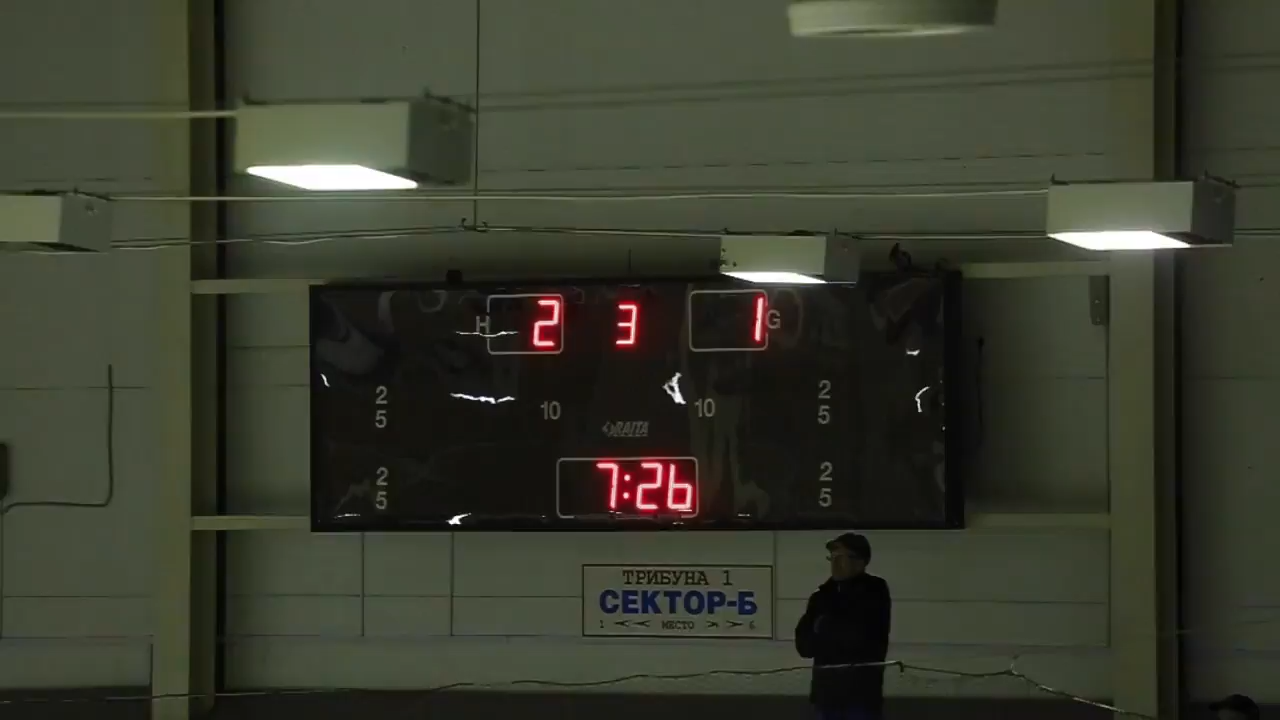 H 2 3 1 G
2 5 10 10 2 5
RAITA
2 5 7:26 2 5
ТРИБУНА 1
СЕКТОР-Б
1 << МЕСТО >> 6